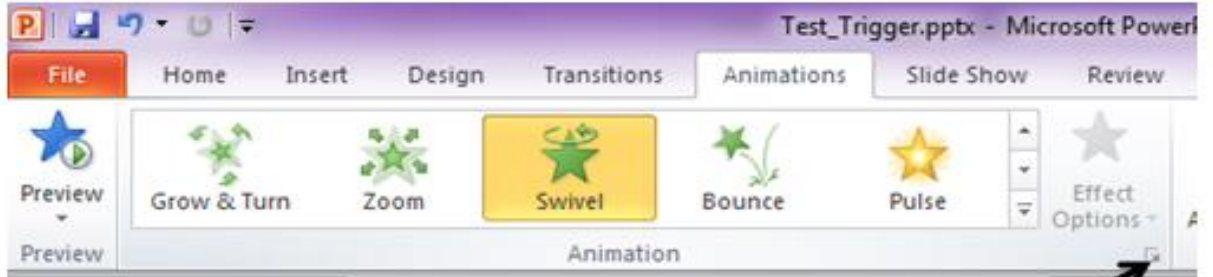 Test_Trigger.pptx - Microsoft Power
File Home Insert Design Transitions Animations Slide Show Review
Preview Grow & Turn Zoom Swivel Bounce Pulse Effect Options
Preview Animation